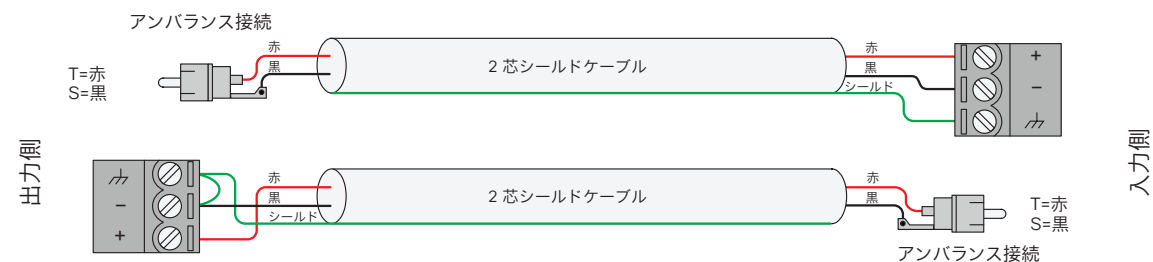 アンバランス接続
赤
黒
T=赤
S=黒
2 芯シールドケーブル
赤
黒
シールド
+
−
出力側
入力側
−
+
赤
黒
シールド
2 芯シールドケーブル
赤
黒
T=赤
S=黒
アンバランス接続